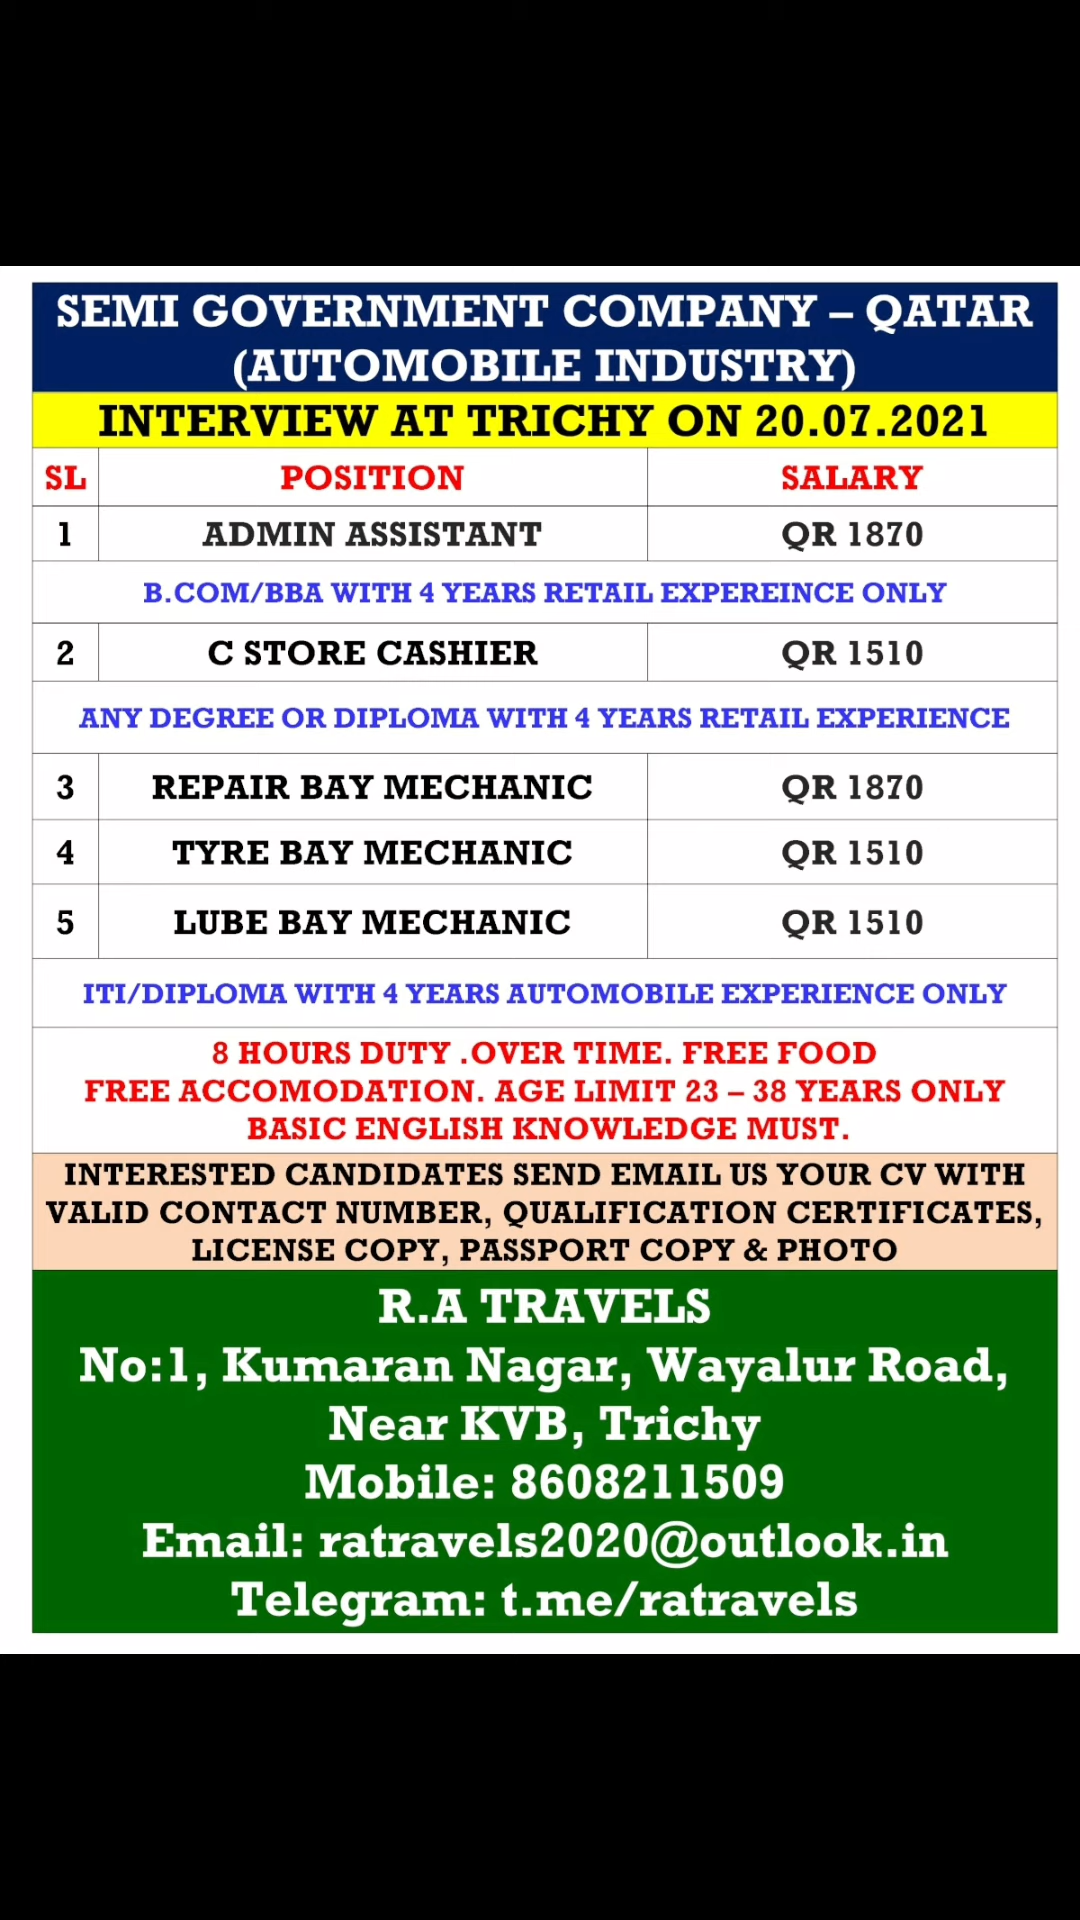 SEMI GOVERNMENT COMPANY – QATAR
(AUTOMOBILE INDUSTRY)
INTERVIEW AT TRICHY ON 20.07.2021
SL POSITION SALARY
1 ADMIN ASSISTANT QR 1870
B.COM/BBA WITH 4 YEARS RETAIL EXPEREINCE ONLY
2 C STORE CASHIER QR 1510
ANY DEGREE OR DIPLOMA WITH 4 YEARS RETAIL EXPERIENCE
3 REPAIR BAY MECHANIC QR 1870
4 TYRE BAY MECHANIC QR 1510
5 LUBE BAY MECHANIC QR 1510
ITI/DIPLOMA WITH 4 YEARS AUTOMOBILE EXPERIENCE ONLY
8 HOURS DUTY .OVER TIME. FREE FOOD
FREE ACCOMODATION. AGE LIMIT 23 – 38 YEARS ONLY
BASIC ENGLISH KNOWLEDGE MUST.
INTERESTED CANDIDATES SEND EMAIL US YOUR CV WITH
VALID CONTACT NUMBER, QUALIFICATION CERTIFICATES,
LICENSE COPY, PASSPORT COPY & PHOTO
R.A TRAVELS
No:1, Kumaran Nagar, Wayalur Road,
Near KVB, Trichy
Mobile: 8608211509
Email: ratravels2020@outlook.in
Telegram: t.me/ratravels